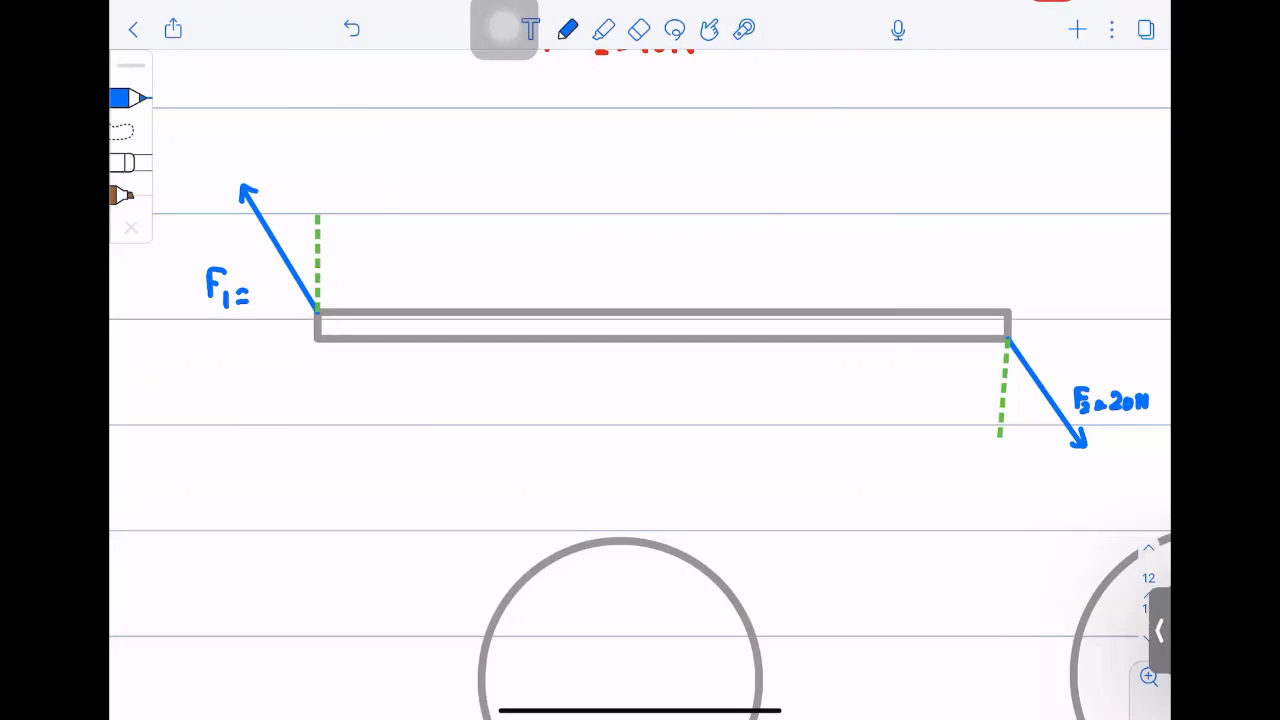 F₁ =
F₂ = 20N
12